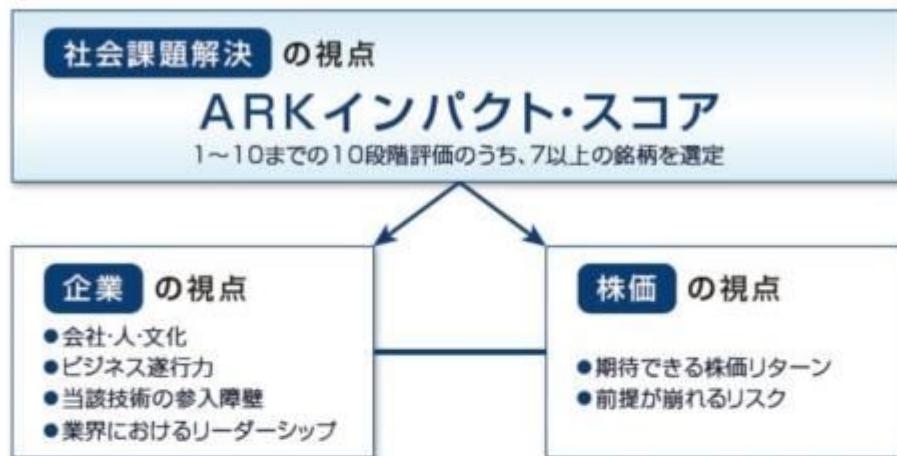 社会課題解決 の視点
ARKインパクト・スコア
1～10までの10段階評価のうち、7以上の銘柄を選定
企業 の視点
●会社・人・文化
●ビジネス遂行力
●当該技術の参入障壁
●業界におけるリーダーシップ
株価 の視点
●期待できる株価リターン
●前提が崩れるリスク